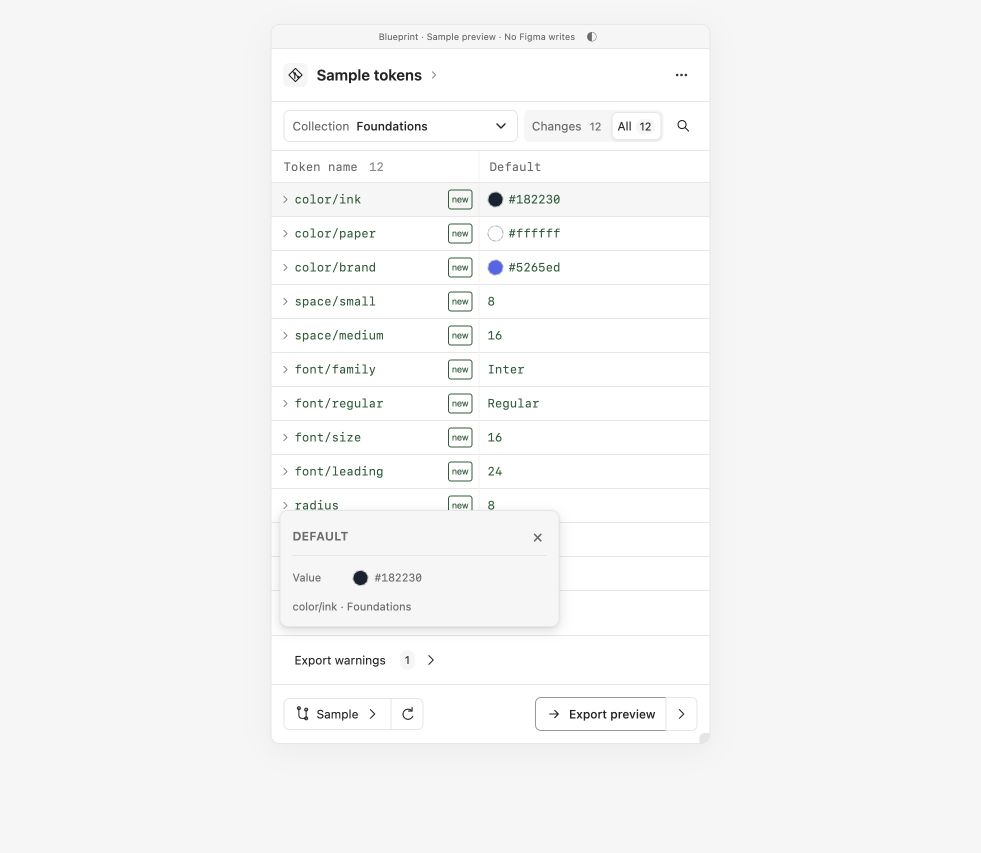 Blueprint · Sample preview · No Figma writes
Sample tokens
Collection Foundations
Changes 12 All 12
Token name 12 Default
color/ink new #182230
color/paper new #ffffff
color/brand new #5265ed
space/small new 8
space/medium new 16
font/family new Inter
font/regular new Regular
font/size new 16
font/leading new 24
radius new 8
DEFAULT
Value #182230
color/ink · Foundations
Export warnings 1
Sample Export preview